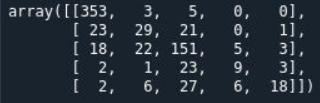 array([[353, 3, 5, 0, 0],
[ 23, 29, 21, 0, 1],
[ 18, 22, 151, 5, 3],
[ 2, 1, 23, 9, 3],
[ 2, 6, 27, 6, 18]])